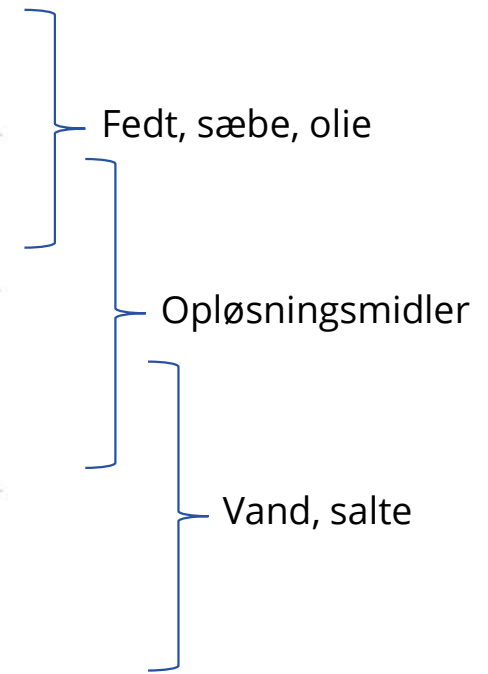 Fedt, sæbe, olie
Opløsningsmidler
Vand, salte